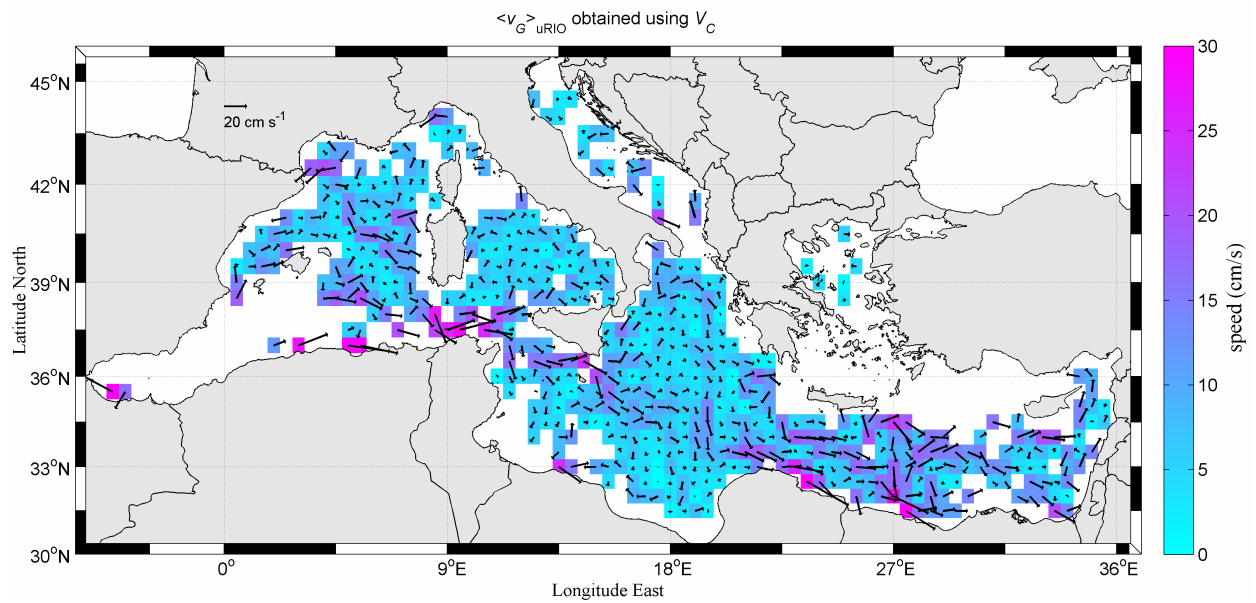 <v_G>_uRIO obtained using V_C
45°N
42°N
39°N
36°N
33°N
30°N
Latitude North
20 cm s⁻¹
0°
9°E
18°E
27°E
36°E
Longitude East
30
25
20
15
10
5
0
speed (cm/s)